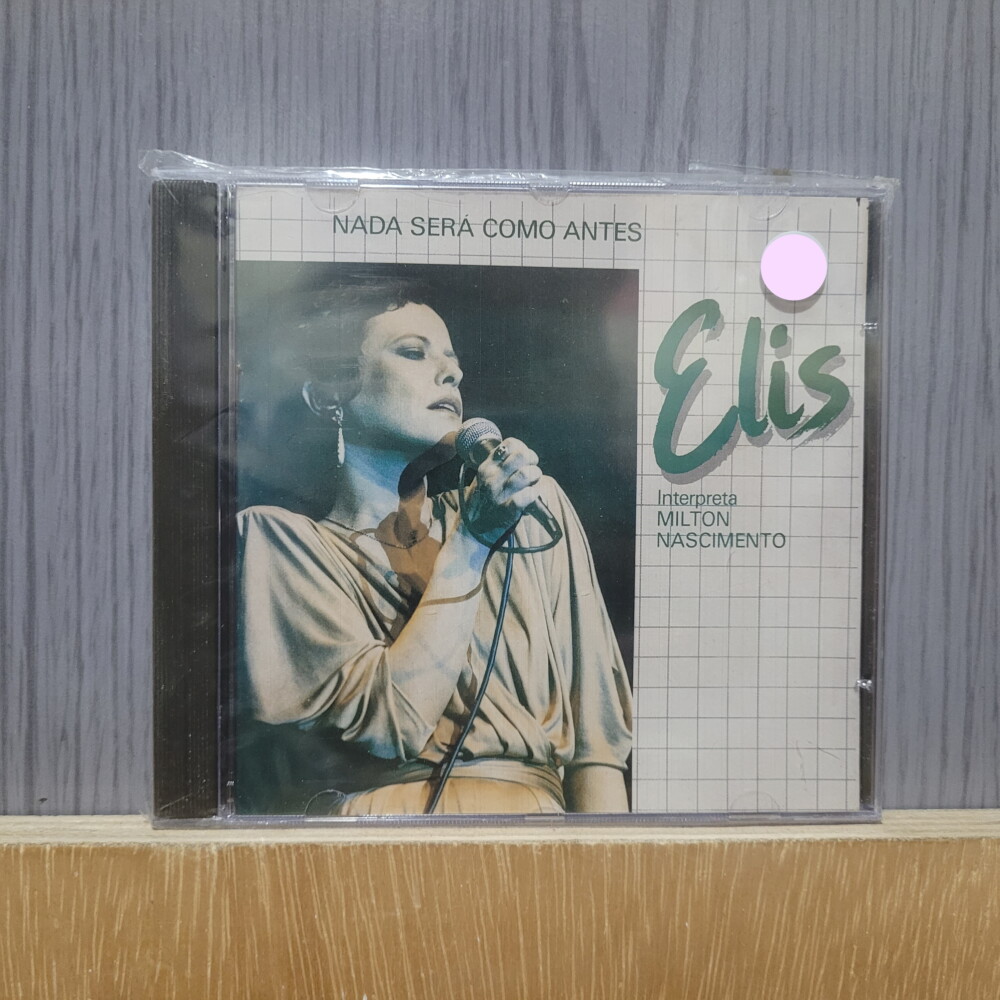 NADA SERÁ COMO ANTES
Elis
Interpreta
MILTON
NASCIMENTO